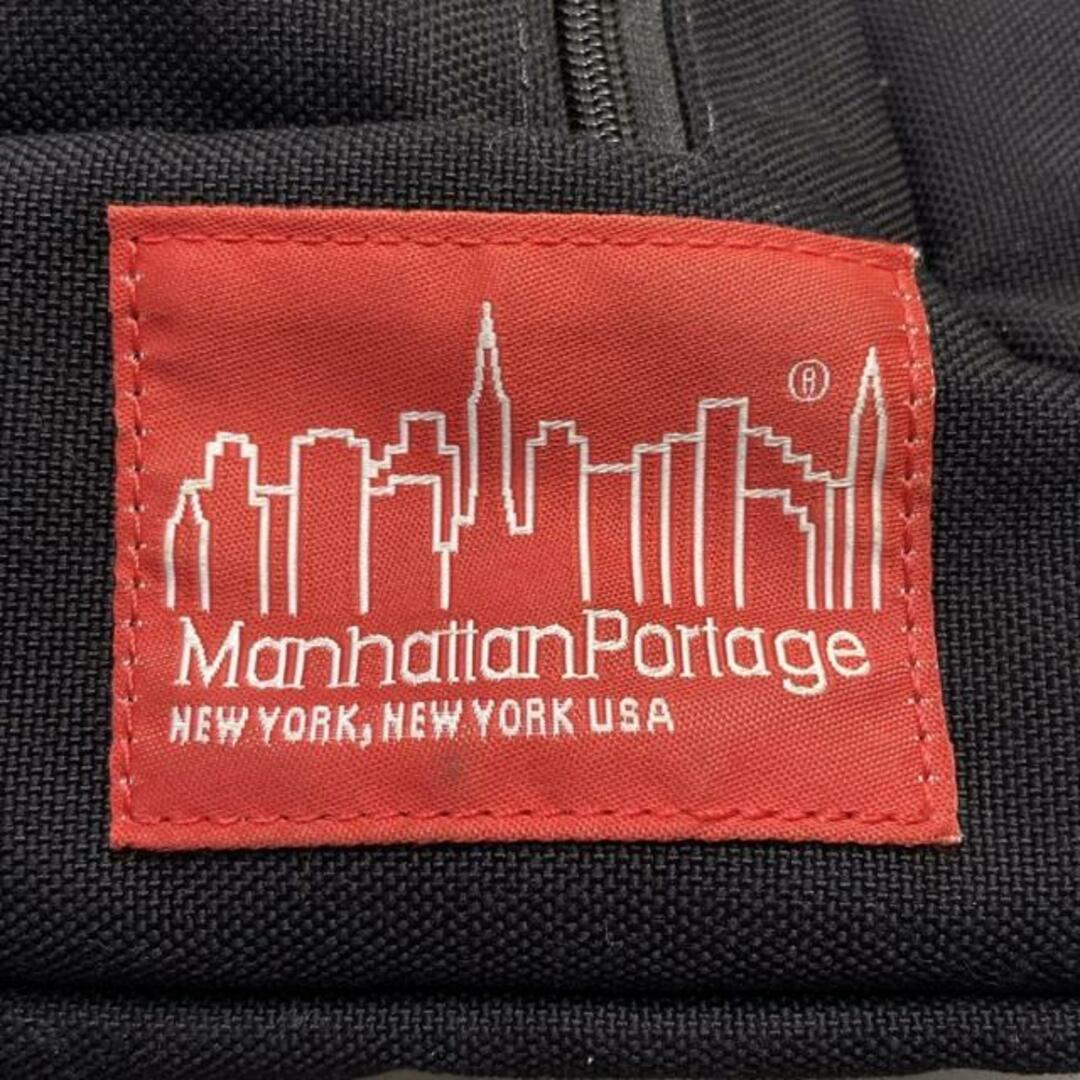 ®
ManhattanPortage
NEW YORK, NEW YORK USA